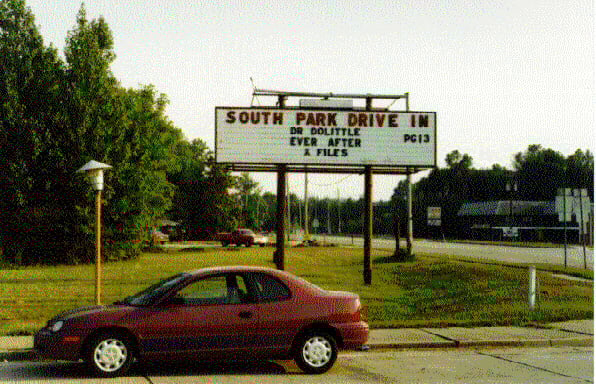 SOUTH PARK DRIVE IN
DR DOLITTLE
EVER AFTER PG13
X FILES